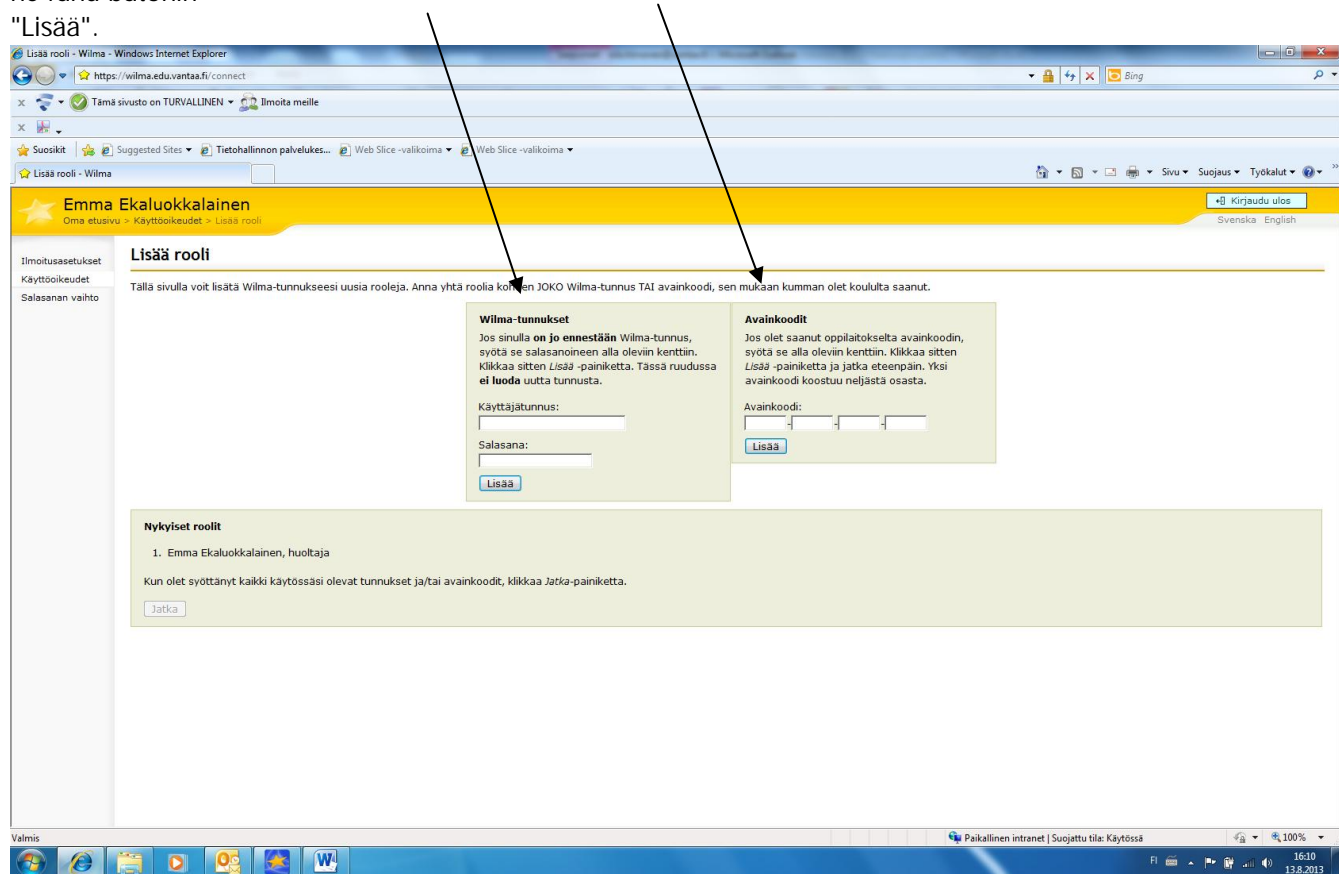 "Lisää".
Lisää rooli - Wilma - Windows Internet Explorer
https://wilma.edu.vantaa.fi/connect
Bing
x
Tämä sivusto on TURVALLINEN
Ilmoita meille
x
Suosikit
Suggested Sites
Tietohallinnon palvelukes...
Web Slice -valikoima
Web Slice -valikoima
Lisää rooli - Wilma
Sivu
Suojaus
Työkalut
Emma Ekaluokkalainen
Kirjaudu ulos
Oma etusivu > Käyttöoikeudet > Lisää rooli
Svenska English
Ilmoitusasetukset
Käyttöoikeudet
Salasanan vaihto
Lisää rooli
Tällä sivulla voit lisätä Wilma-tunnukseesi uusia rooleja. Anna yhtä roolia JOKO Wilma-tunnus TAI avainkoodi, sen mukaan kumman olet koululta saanut.
Wilma-tunnukset
Jos sinulla on jo ennestään Wilma-tunnus,
syötä se salasanoineen alla oleviin kenttiin.
Klikkaa sitten Lisää -painiketta. Tässä ruudussa
ei luoda uutta tunnusta.
Käyttäjätunnus:
Salasana:
Lisää
Avainkoodit
Jos olet saanut oppilaitokselta avainkoodin,
syötä se alla oleviin kenttiin. Klikkaa sitten
Lisää -painiketta ja jatka eteenpäin. Yksi
avainkoodi koostuu neljästä osasta.
Avainkoodi:
- - -
Lisää
Nykyiset roolit
1. Emma Ekaluokkalainen, huoltaja
Kun olet syöttänyt kaikki käytössäsi olevat tunnukset ja/tai avainkoodit, klikkaa Jatka-painiketta.
Jatka
Valmis
Paikallinen intranet | Suojattu tila: Käytössä
100%
FI
16:10
13.8.2013